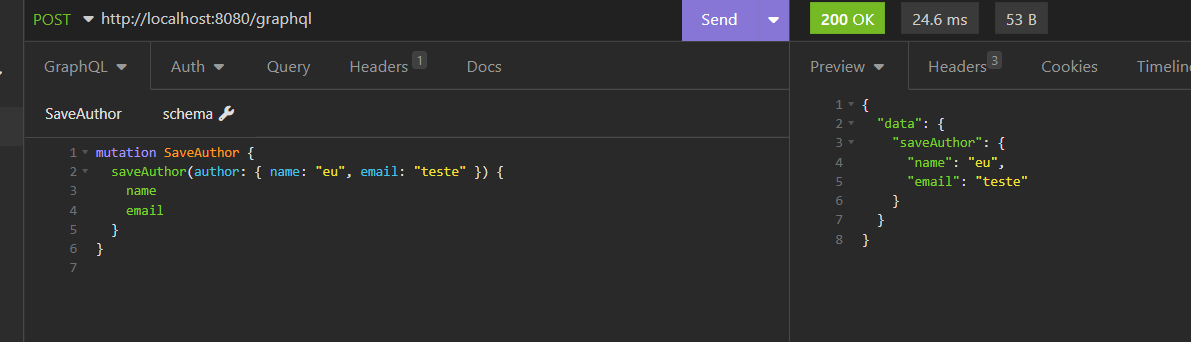 POST http://localhost:8080/graphql Send 200 OK 24.6 ms 53 B
GraphQL Auth Query Headers 1 Docs Preview Headers 3 Cookies Timeline
SaveAuthor schema
1 mutation SaveAuthor {
2 saveAuthor(author: { name: "eu", email: "teste" }) {
3 name
4 email
5 }
6 }
7
1 {
2 "data": {
3 "saveAuthor": {
4 "name": "eu",
5 "email": "teste"
6 }
7 }
8 }